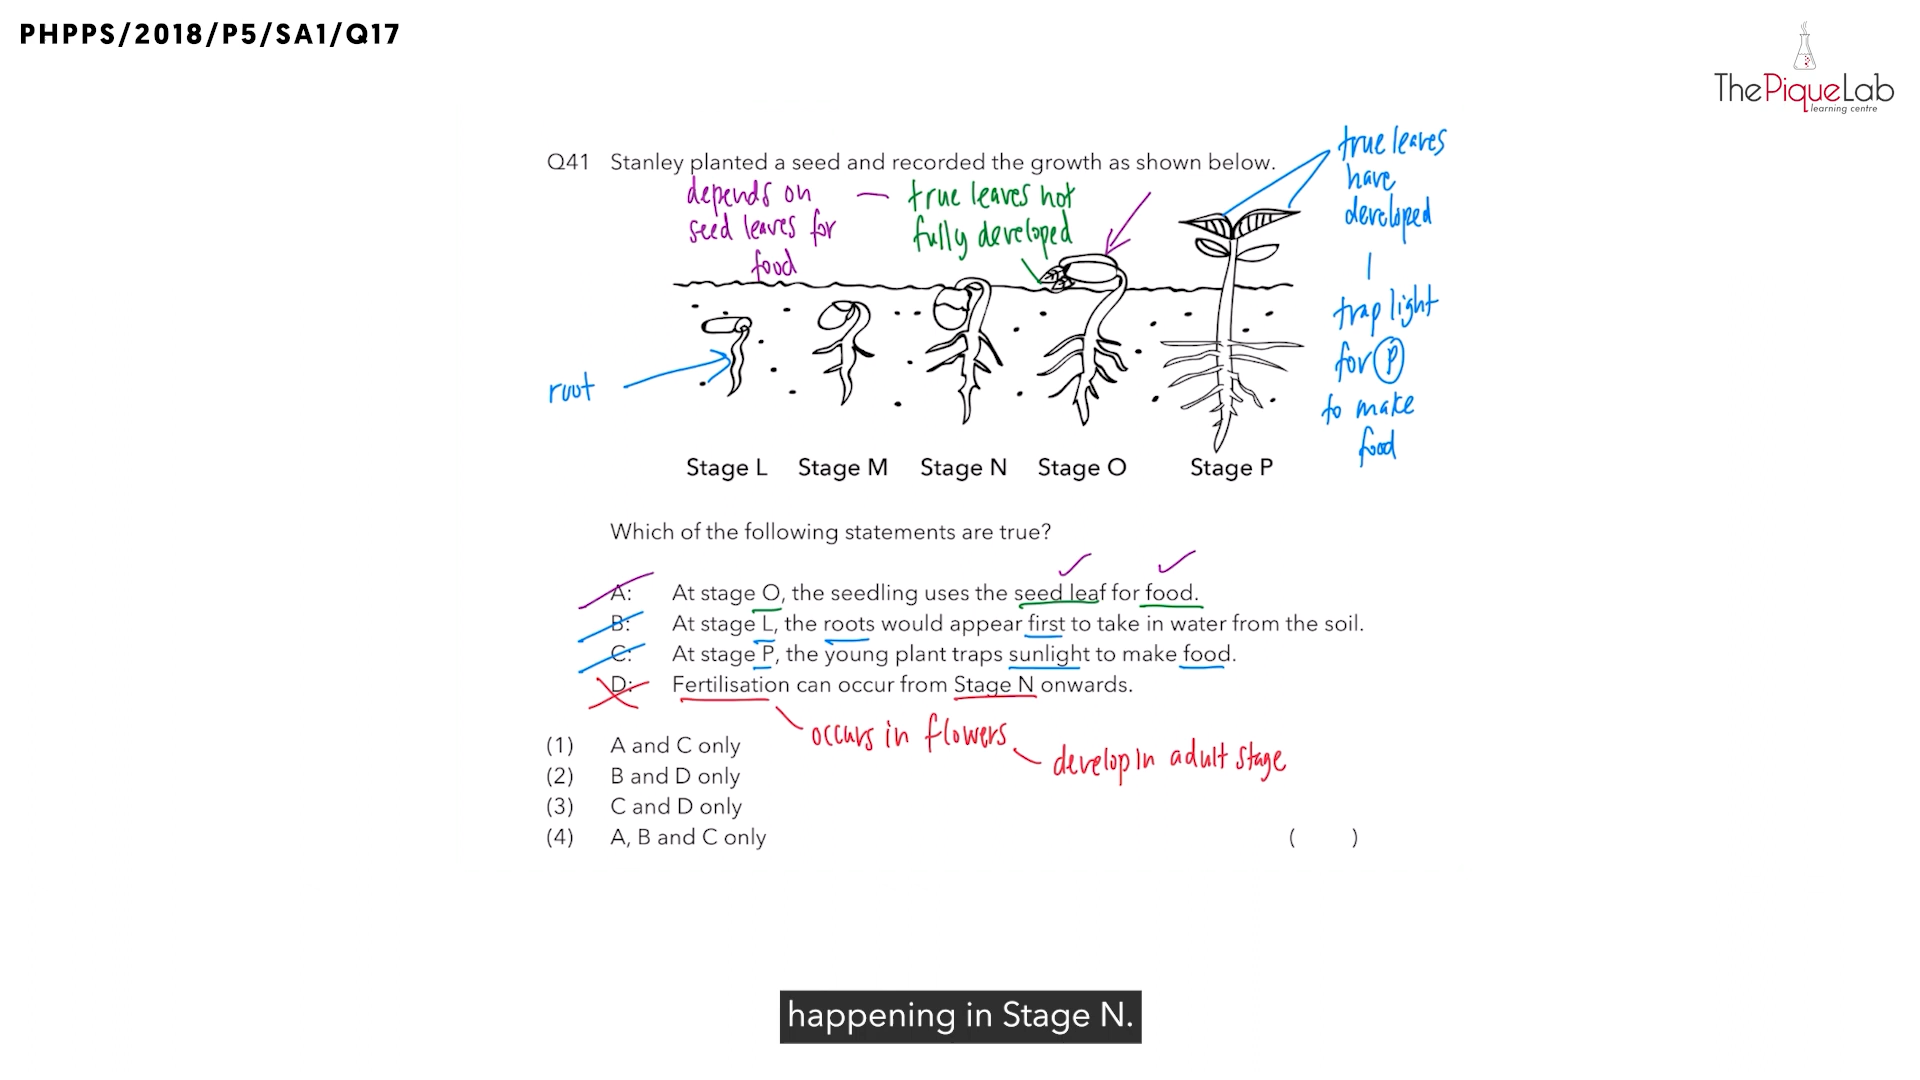 PHPPS/2018/P5/SA1/Q17
ThePiqueLab
learning centre
Q41 Stanley planted a seed and recorded the growth as shown below.
depends on
seed leaves for
food
true leaves not
fully developed
true leaves
have
developed
trap light
for P
to make
food
root
Stage L Stage M Stage N Stage O Stage P
Which of the following statements are true?
A: At stage O, the seedling uses the seed leaf for food.
B: At stage L, the roots would appear first to take in water from the soil.
C: At stage P, the young plant traps sunlight to make food.
D: Fertilisation can occur from Stage N onwards.
occurs in flowers
develop in adult stage
(1) A and C only
(2) B and D only
(3) C and D only
(4) A, B and C only ( )
happening in Stage N.